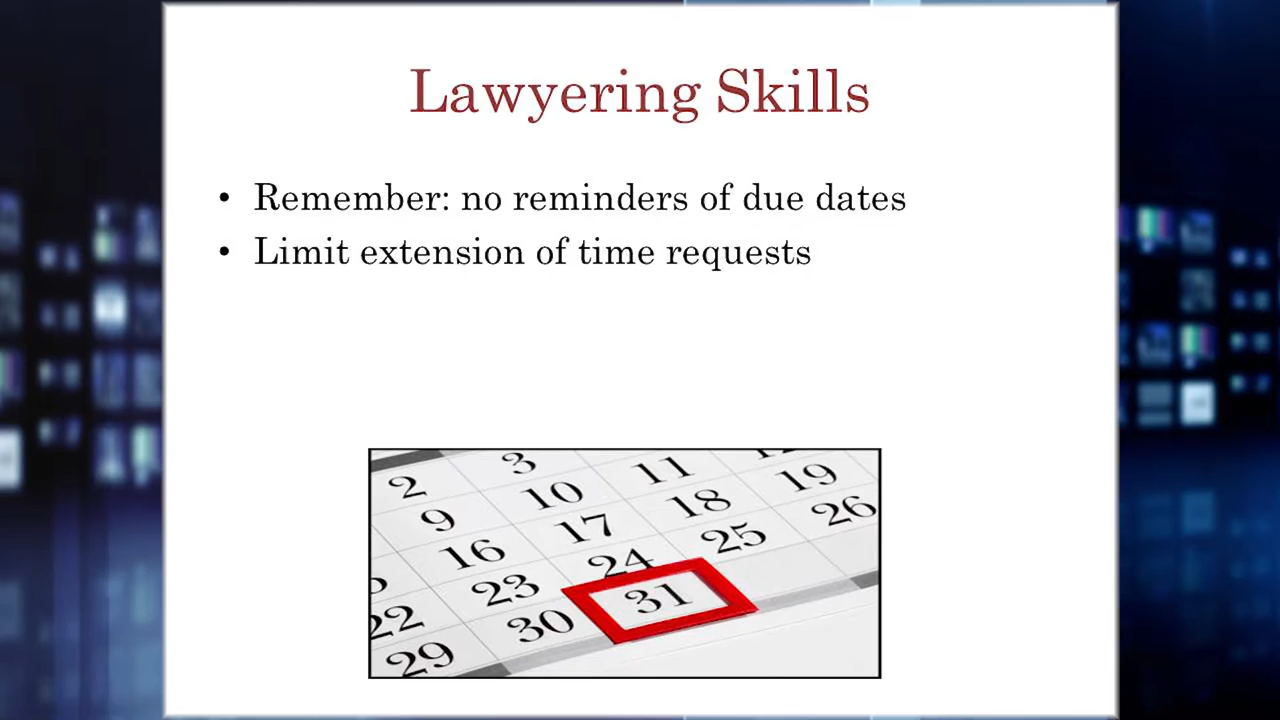 Lawyering Skills
• Remember: no reminders of due dates
• Limit extension of time requests
3 11
2 10 18 19
9 17 25 26
16 24
23 31
22 30
29